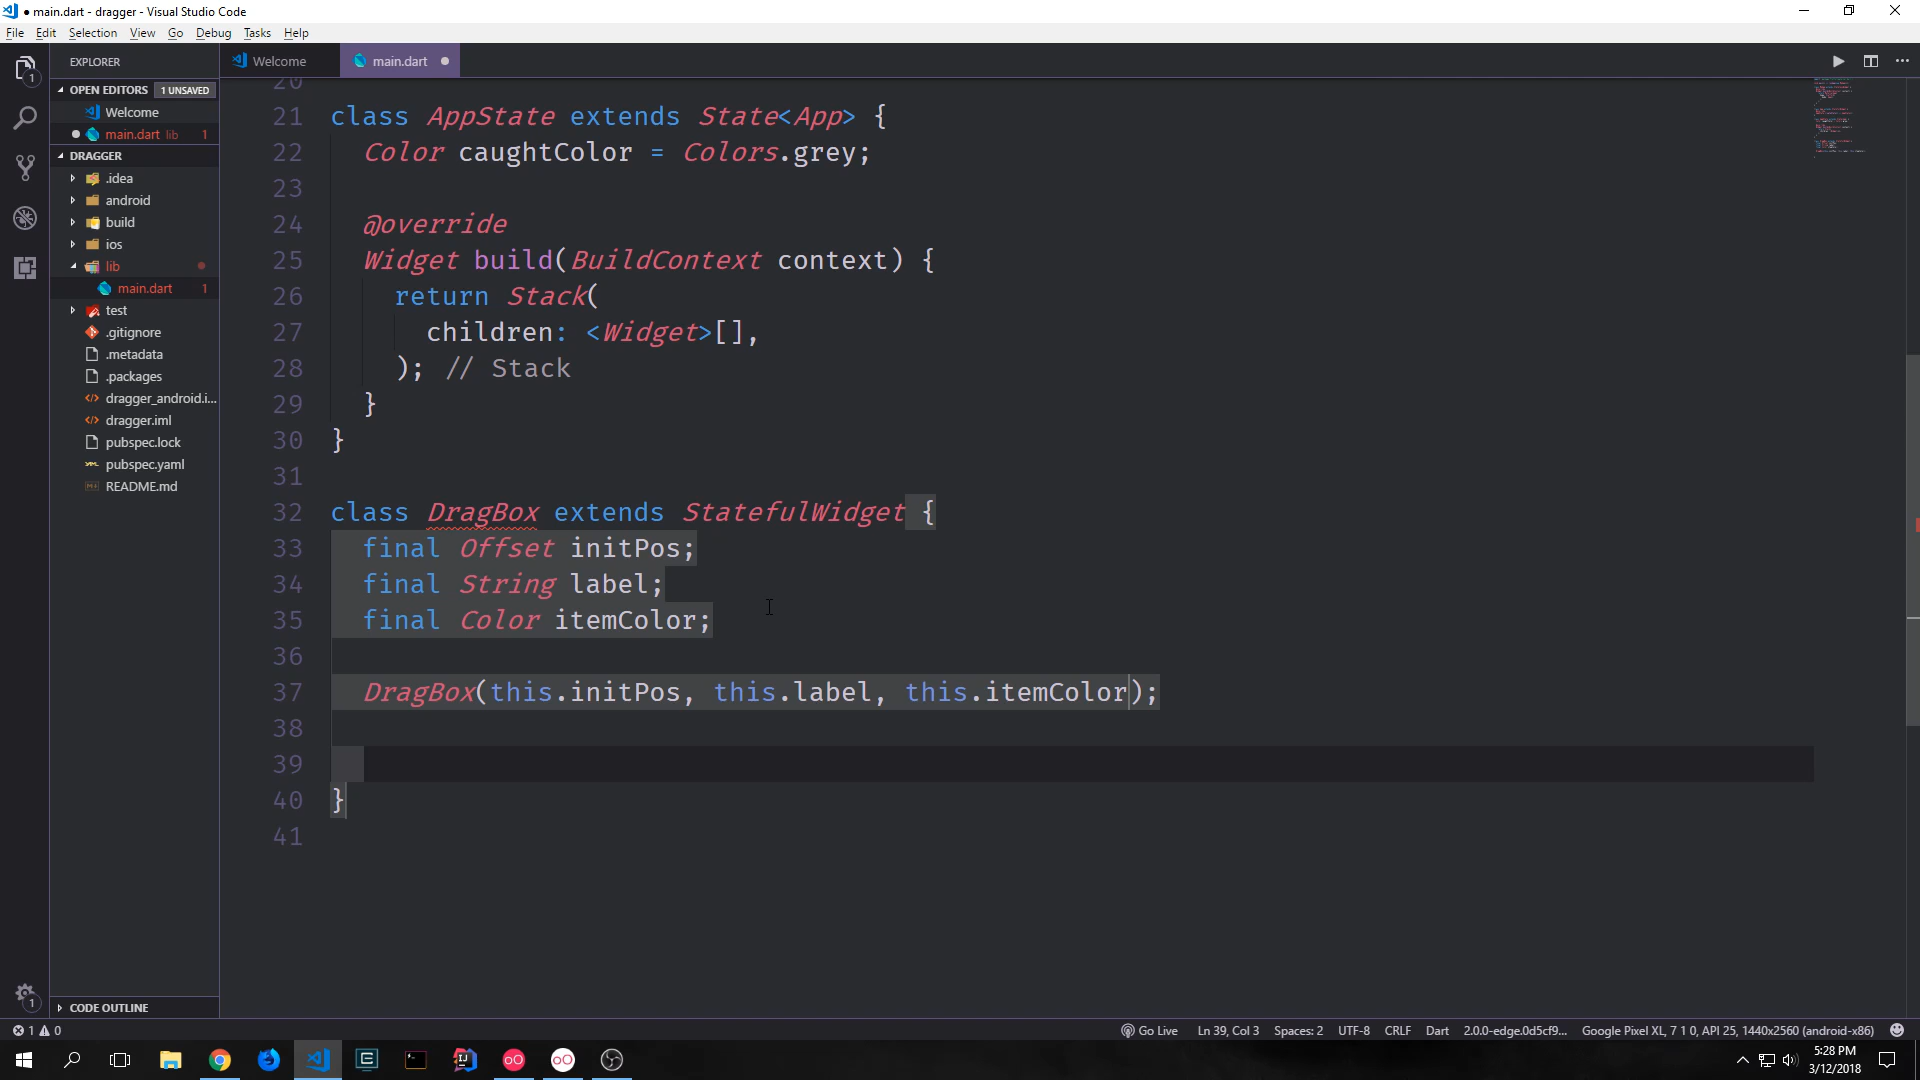 main.dart - dragger - Visual Studio Code
File Edit Selection View Go Debug Tasks Help
EXPLORER
Welcome
main.dart
OPEN EDITORS 1 UNSAVED
Welcome
main.dart lib 1
DRAGGER
.idea
android
build
ios
lib
main.dart 1
test
.gitignore
.metadata
.packages
dragger_android.i...
dragger.iml
pubspec.lock
pubspec.yaml
README.md
CODE OUTLINE
1
1
20
21 class AppState extends State<App> {
22 Color caughtColor = Colors.grey;
23
24 @override
25 Widget build(BuildContext context) {
26 return Stack(
27 children: <Widget>[],
28 ); // Stack
29 }
30 }
31
32 class DragBox extends StatefulWidget {
33 final Offset initPos;
34 final String label;
35 final Color itemColor;
36
37 DragBox(this.initPos, this.label, this.itemColor);
38
39
40 }
41
1 0 Go Live Ln 39, Col 3 Spaces: 2 UTF-8 CRLF Dart 2.0.0-edge.0d5cf9... Google Pixel XL, 7 1 0, API 25, 1440x2560 (android-x86)
5:28 PM
3/12/2018